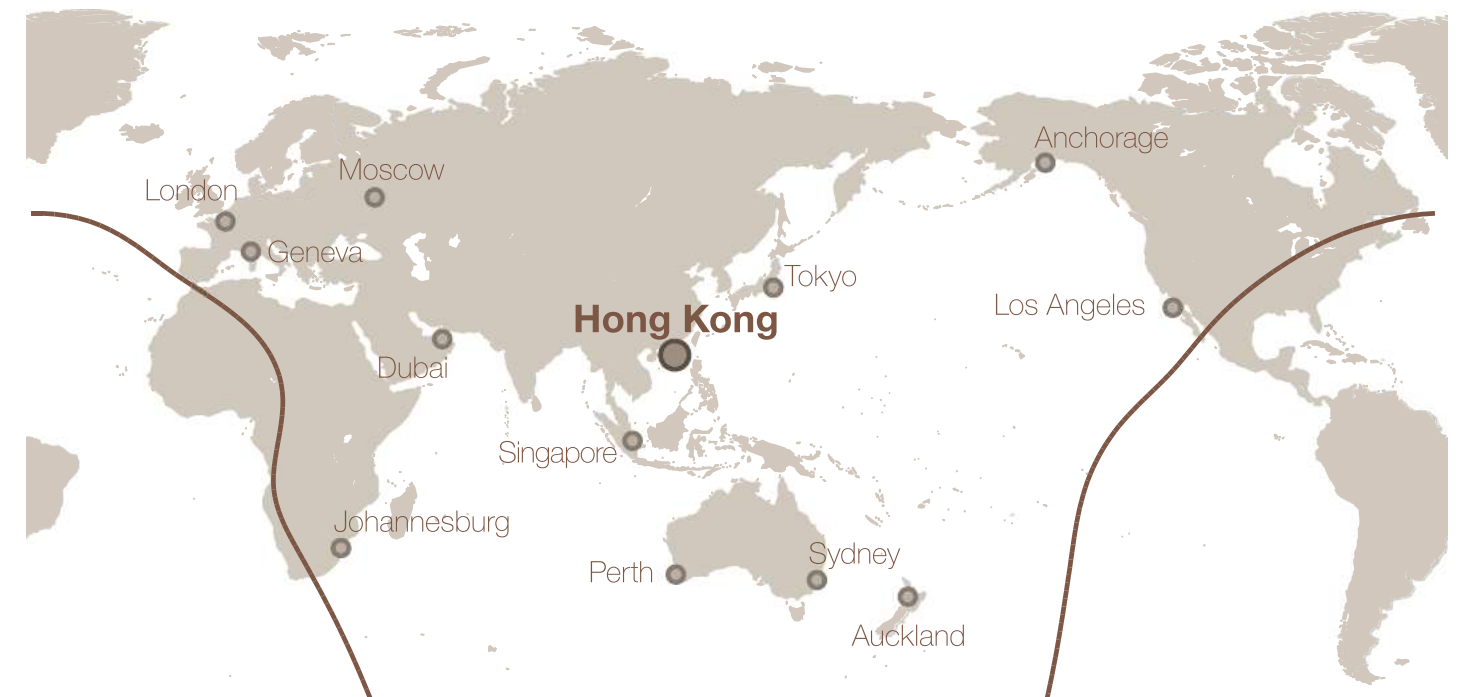 Anchorage
Moscow
London
Geneva
Tokyo
Los Angeles
Hong Kong
Dubai
Singapore
Johannesburg
Sydney
Perth
Auckland